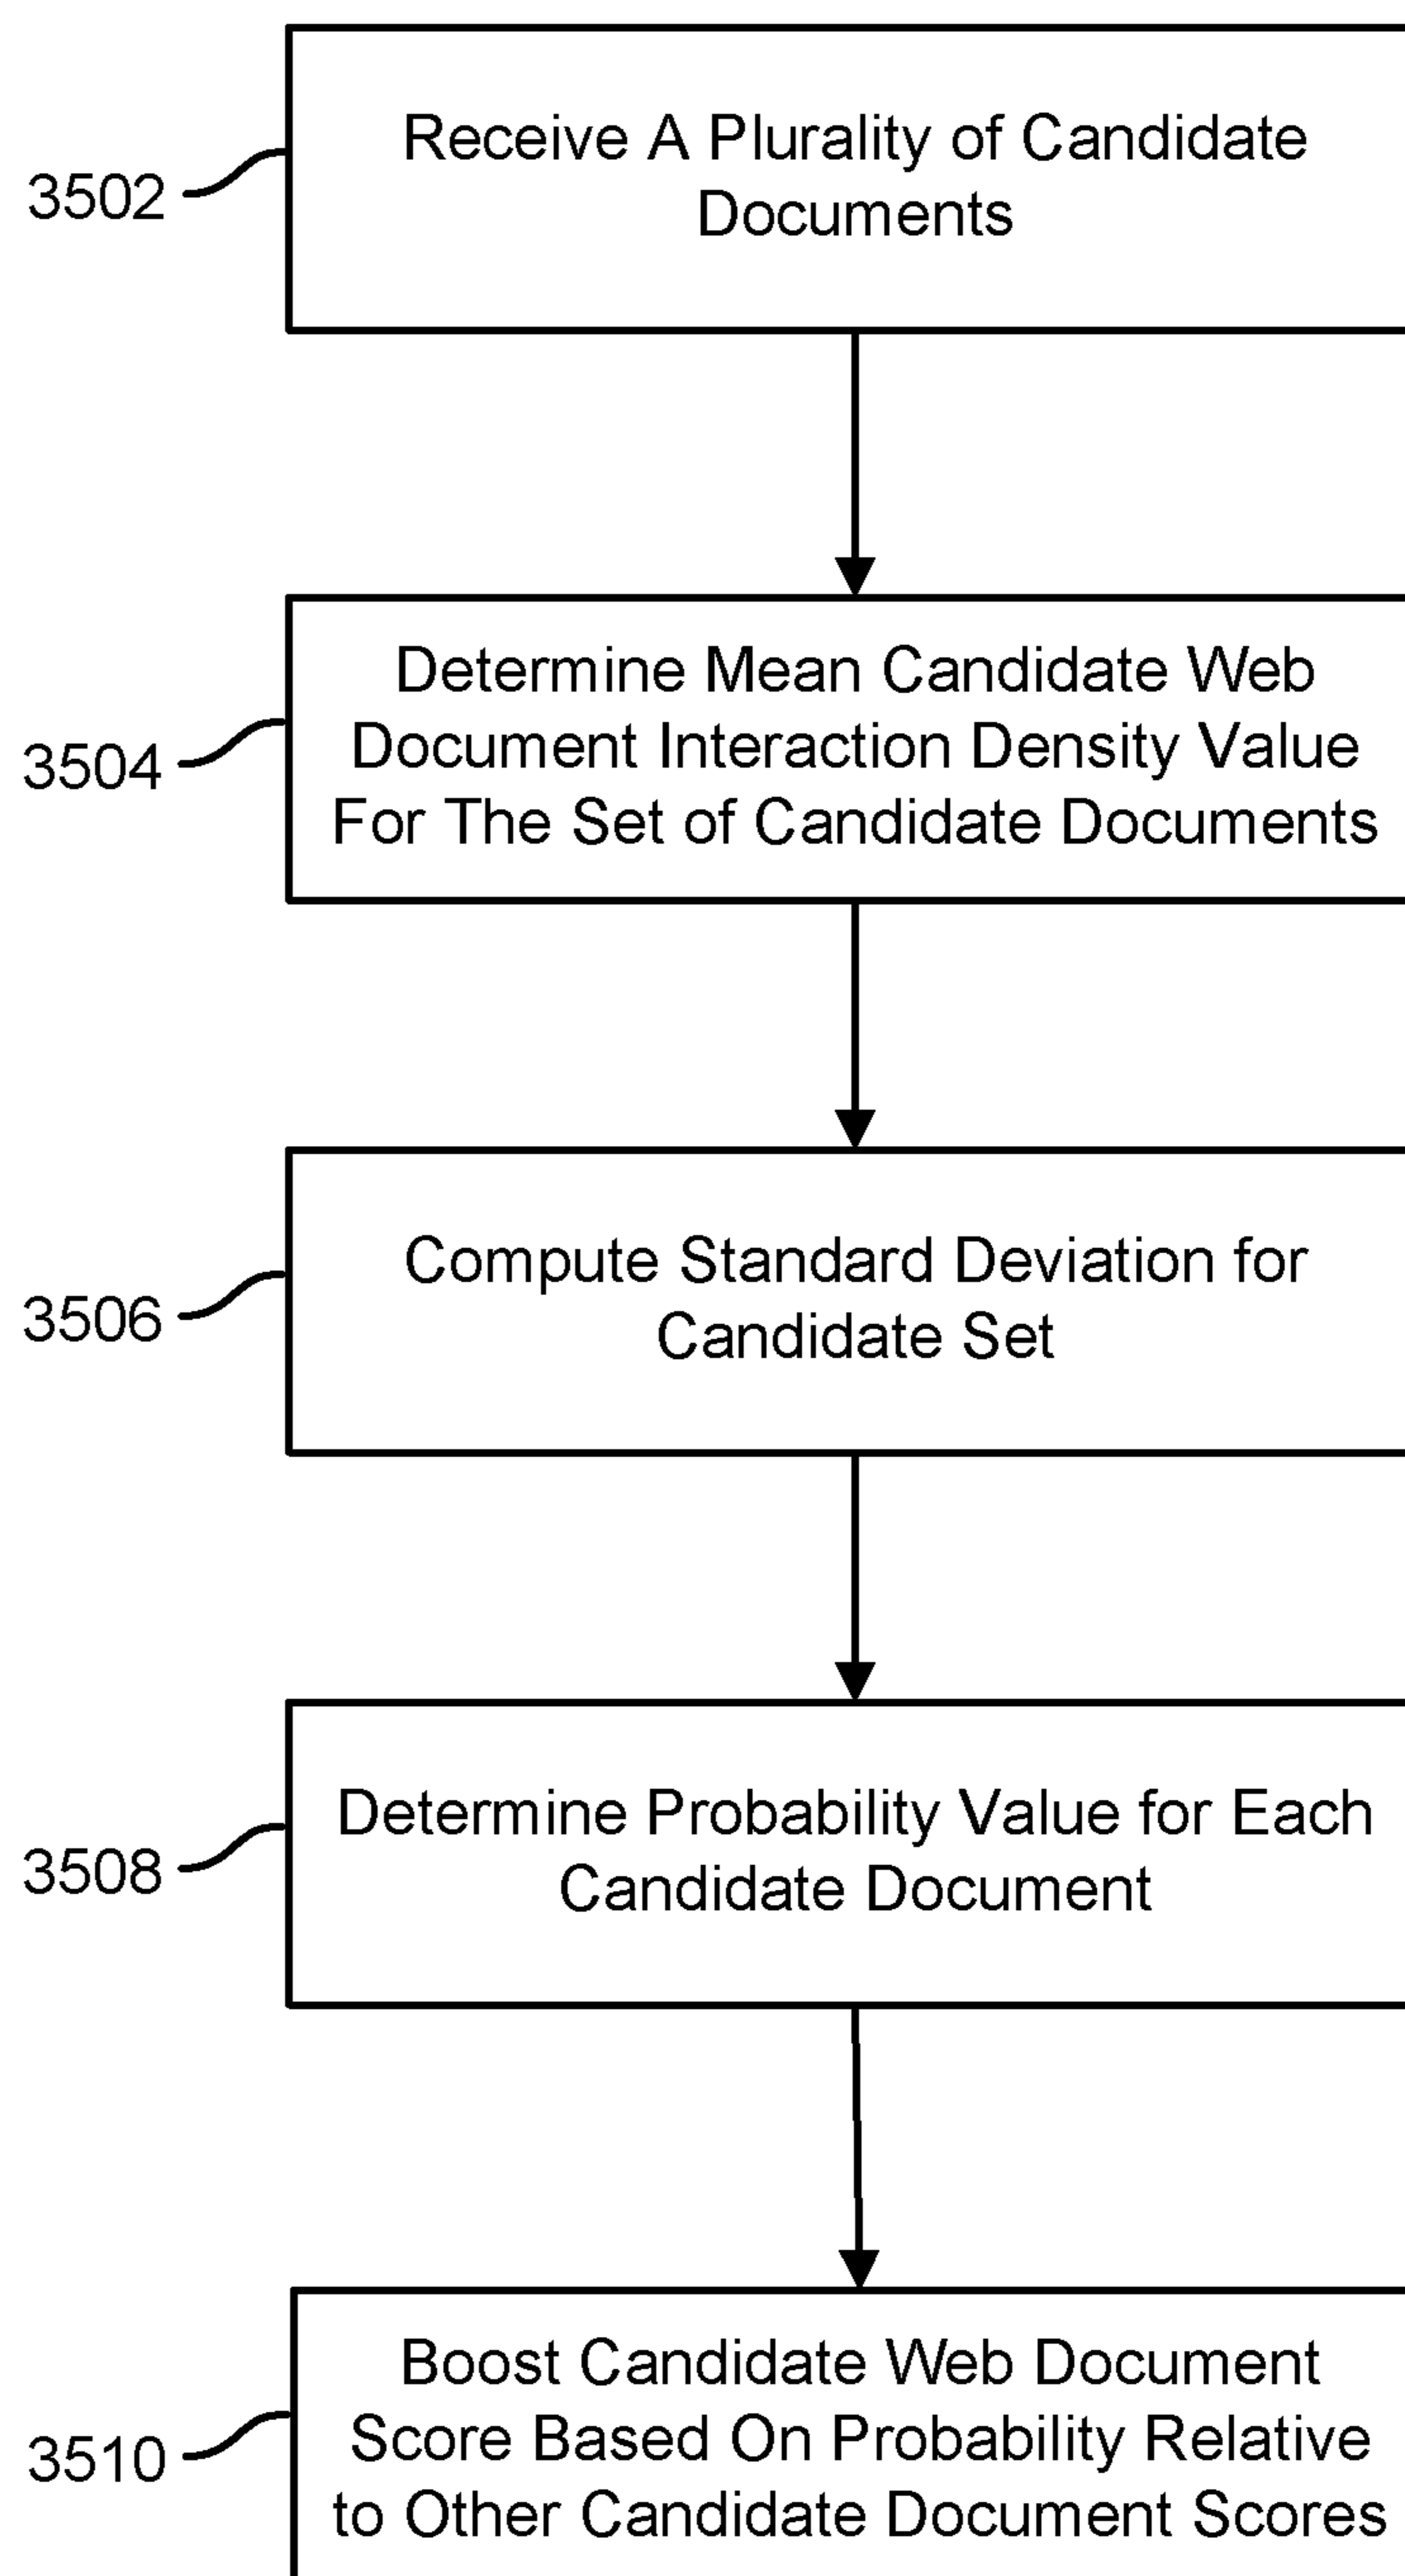 Receive A Plurality of Candidate
Documents
3502
Determine Mean Candidate Web
Document Interaction Density Value
For The Set of Candidate Documents
3504
Compute Standard Deviation for
Candidate Set
3506
Determine Probability Value for Each
Candidate Document
3508
Boost Candidate Web Document
Score Based On Probability Relative
to Other Candidate Document Scores
3510